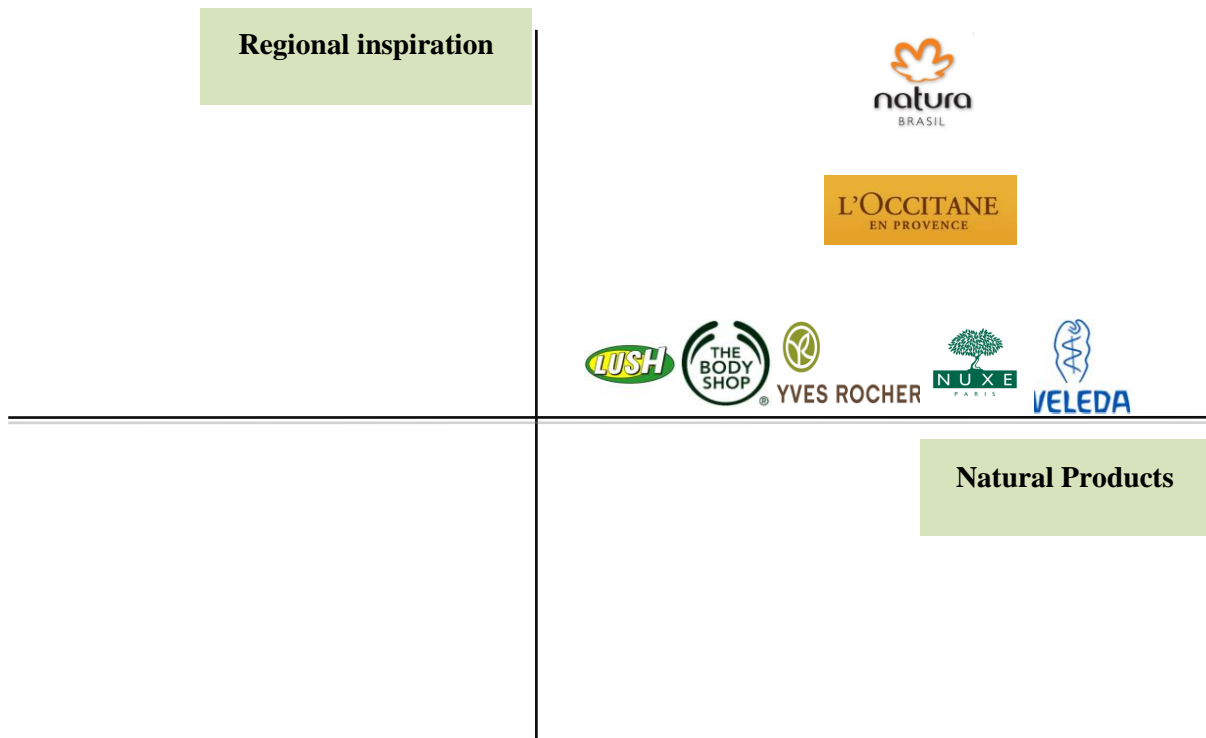 Regional inspiration
natura
BRASIL
L'OCCITANE
EN PROVENCE
LUSH
THE
BODY
SHOP
®
YVES ROCHER
NUXE
PARIS
VELEDA
Natural Products